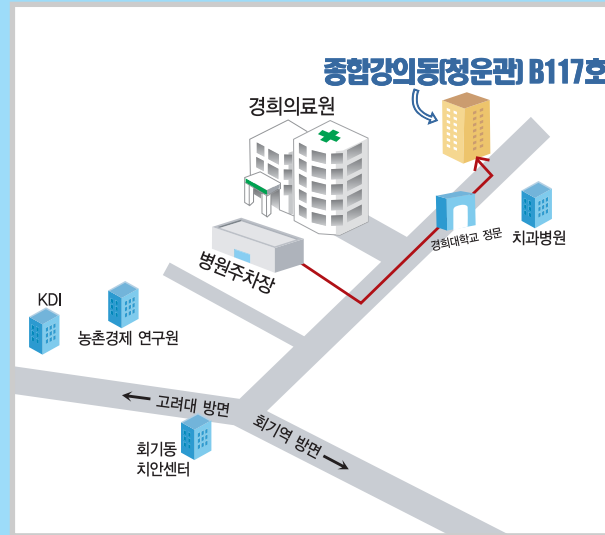 종합강의동(청운관) B117호
경희의료원
경희대학교 정문
치과병원
병원주차장
KDI
농촌경제 연구원
← 고려대 방면
회기역 방면 →
회기동
치안센터